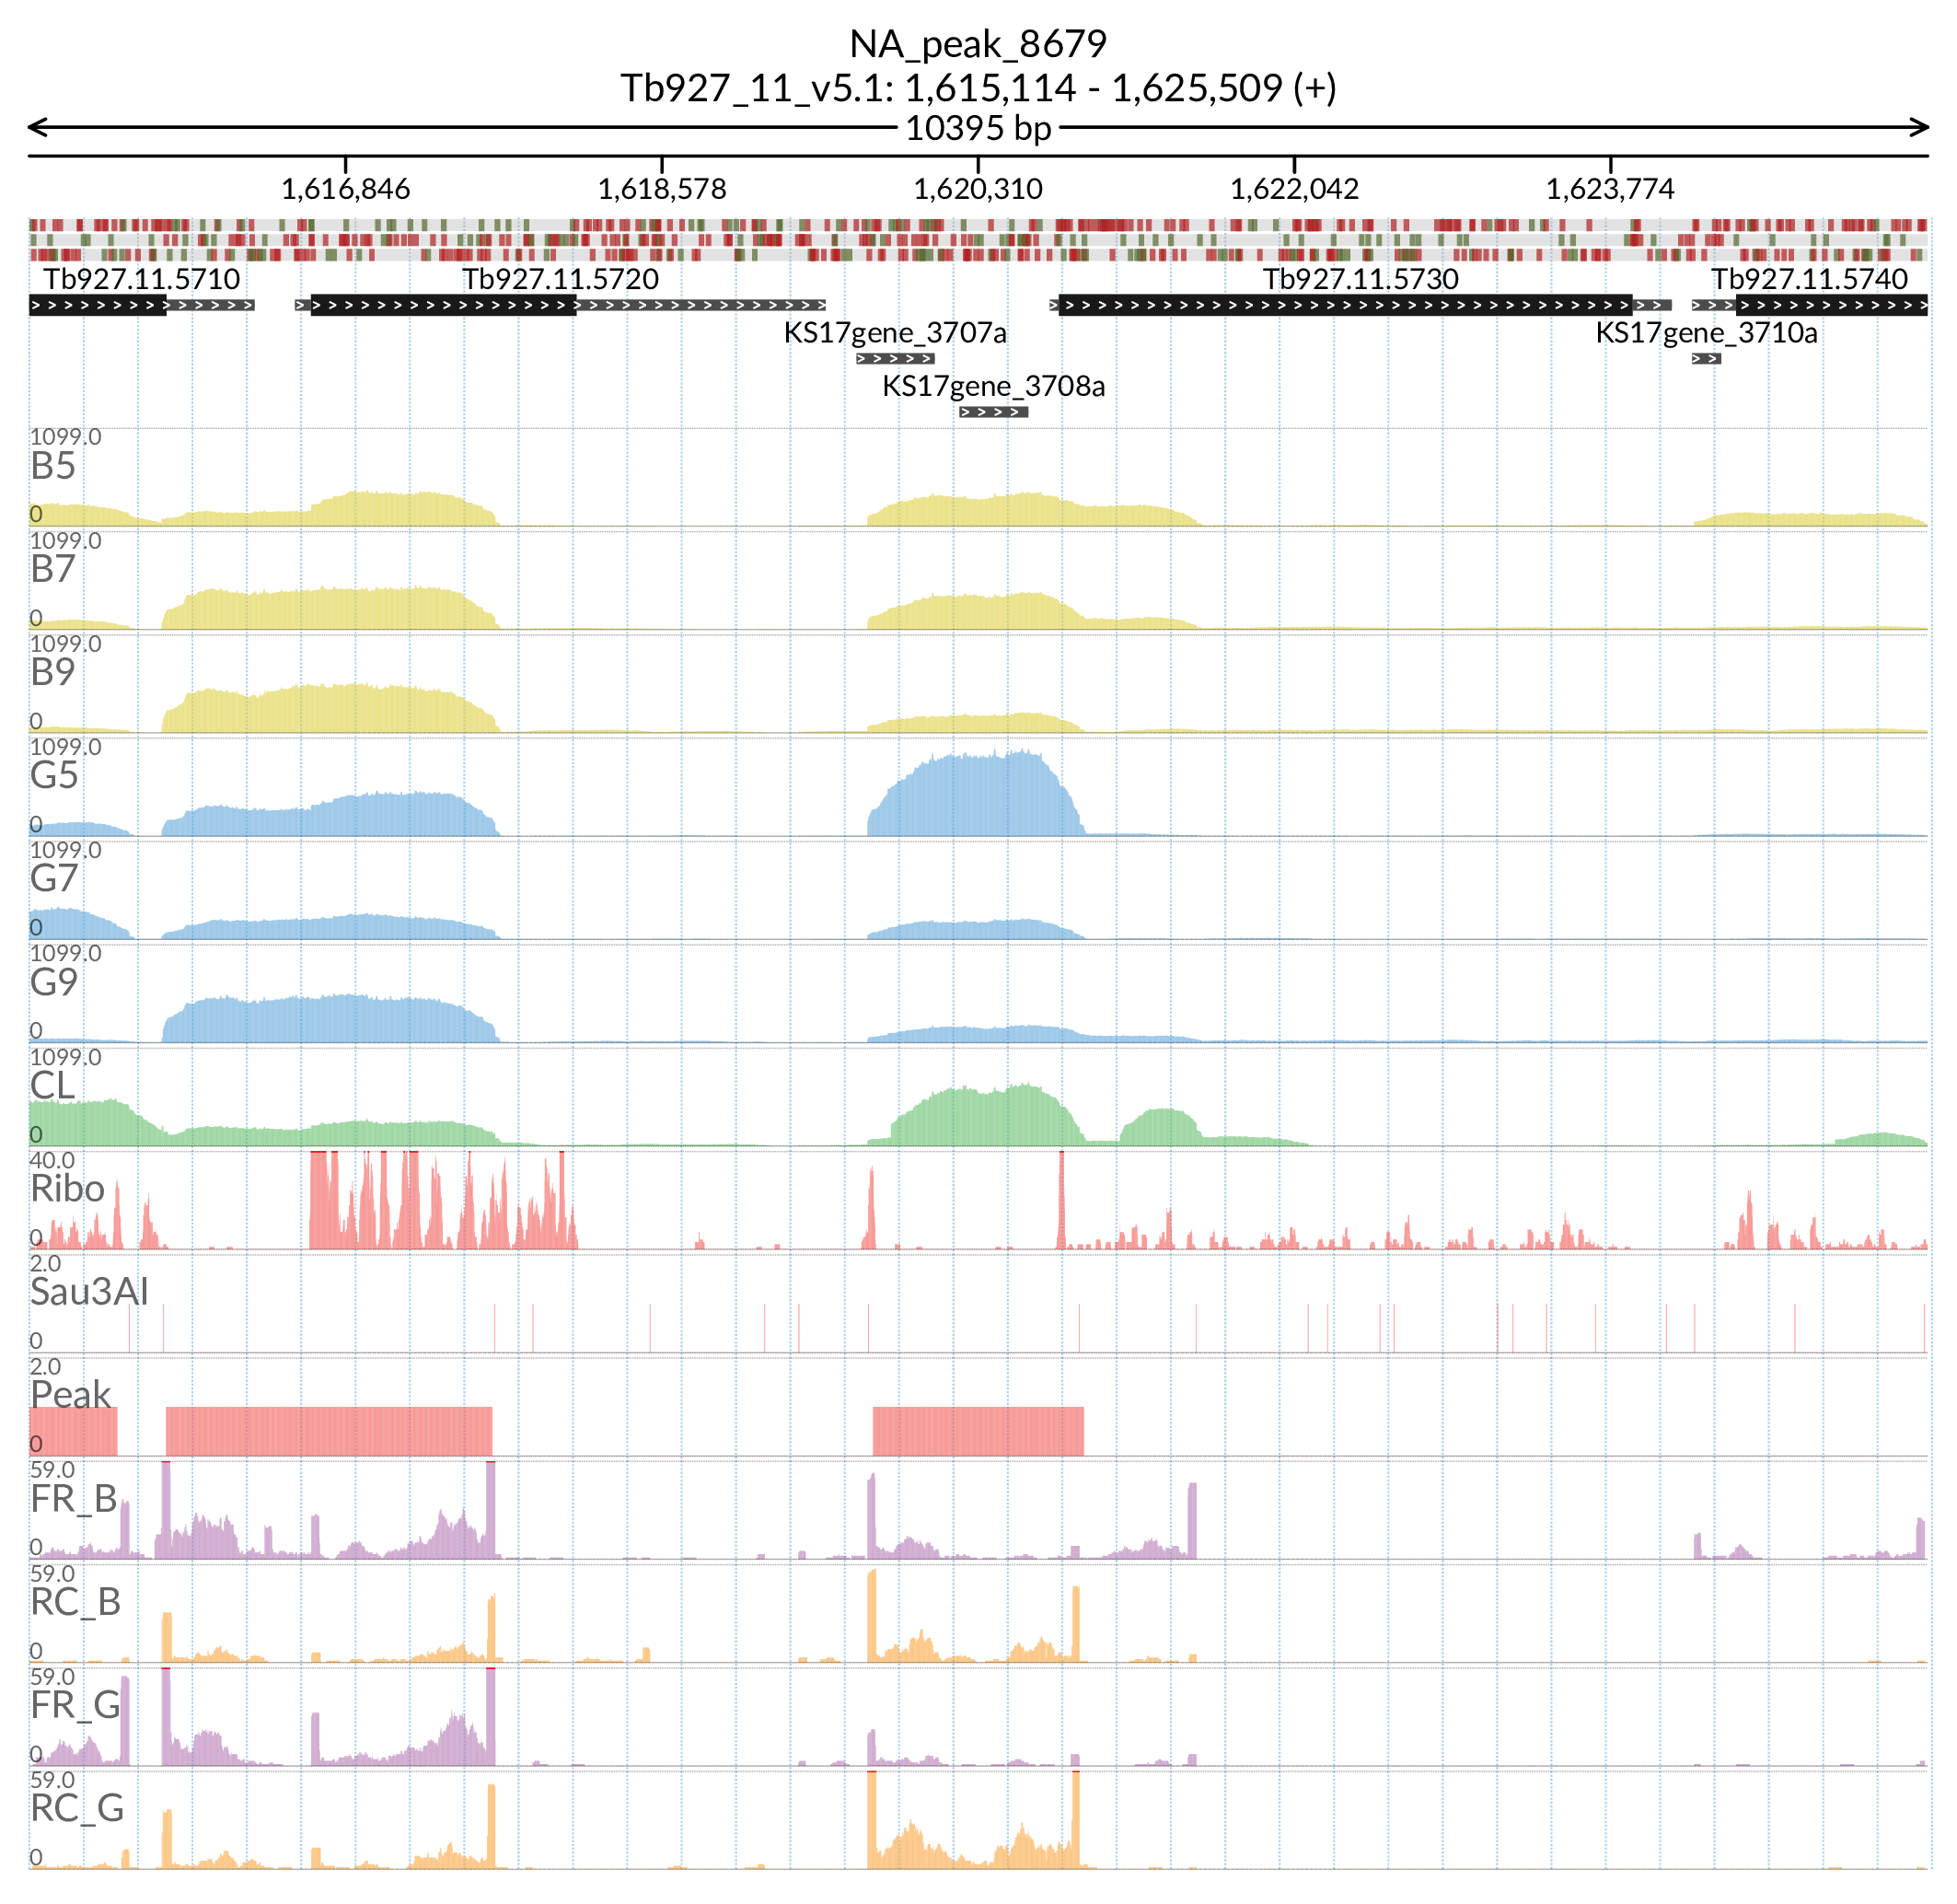 NA_peak_8679
Tb927_11_v5.1: 1,615,114 - 1,625,509 (+)
10395 bp
1,616,846 1,618,578 1,620,310 1,622,042 1,623,774
Tb927.11.5710 Tb927.11.5720 Tb927.11.5730 Tb927.11.5740
KS17gene_3707a KS17gene_3710a
KS17gene_3708a
1099.0
B5
0
1099.0
B7
0
1099.0
B9
0
1099.0
G5
0
1099.0
G7
0
1099.0
G9
0
1099.0
CL
0
40.0
Ribo
0
2.0
Sau3AI
0
2.0
Peak
0
59.0
FR_B
0
59.0
RC_B
0
59.0
FR_G
0
59.0
RC_G
0